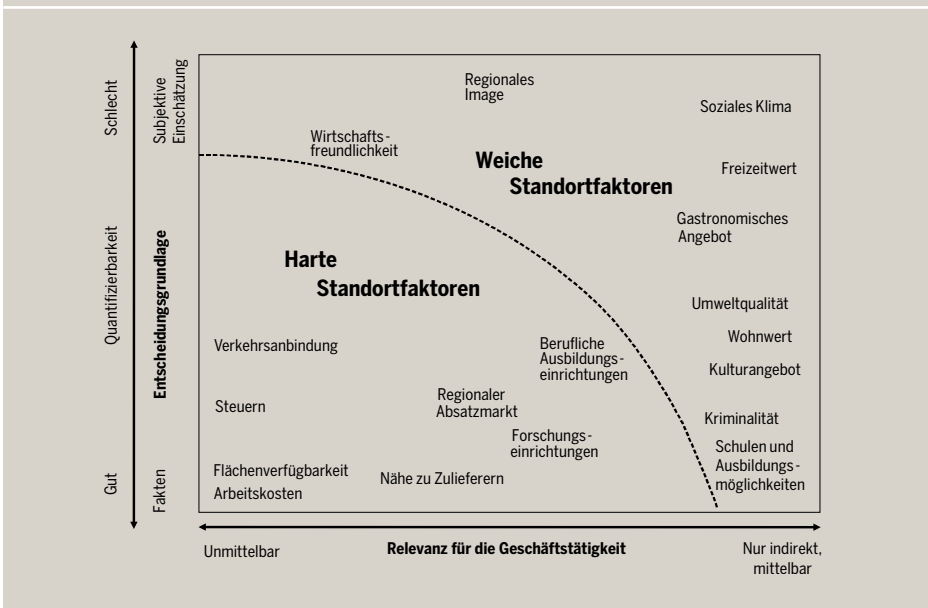 Schlecht
Quantifizierbarkeit
Gut
Subjektive
Einschätzung
Entscheidungsgrundlage
Fakten
Regionales
Image
Soziales Klima
Wirtschafts-
freundlichkeit
Weiche
Standortfaktoren
Freizeitwert
Gastronomisches
Angebot
Harte
Standortfaktoren
Umweltqualität
Verkehrsanbindung
Berufliche
Ausbildungs-
einrichtungen
Wohnwert
Kulturangebot
Steuern
Regionaler
Absatzmarkt
Kriminalität
Forschungs-
einrichtungen
Schulen und
Ausbildungs-
möglichkeiten
Flächenverfügbarkeit
Arbeitskosten
Nähe zu Zulieferern
Unmittelbar
Relevanz für die Geschäftstätigkeit
Nur indirekt,
mittelbar